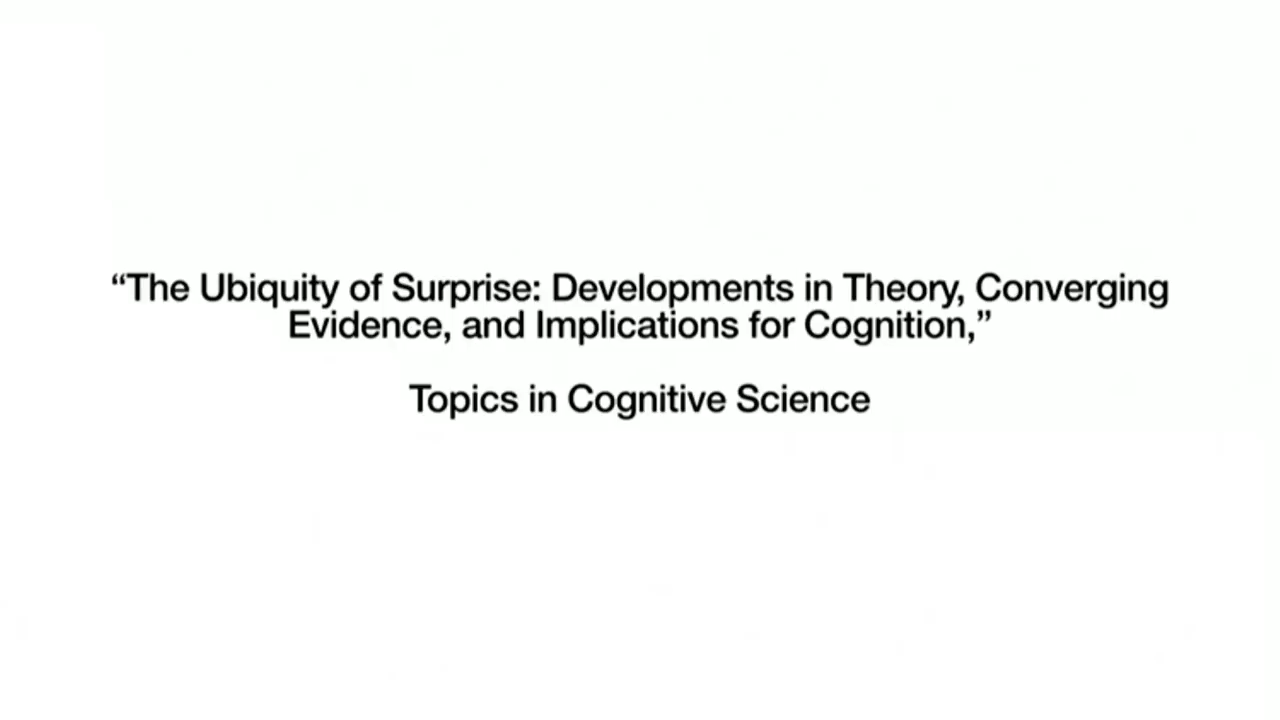 “The Ubiquity of Surprise: Developments in Theory, Converging
Evidence, and Implications for Cognition,”
Topics in Cognitive Science